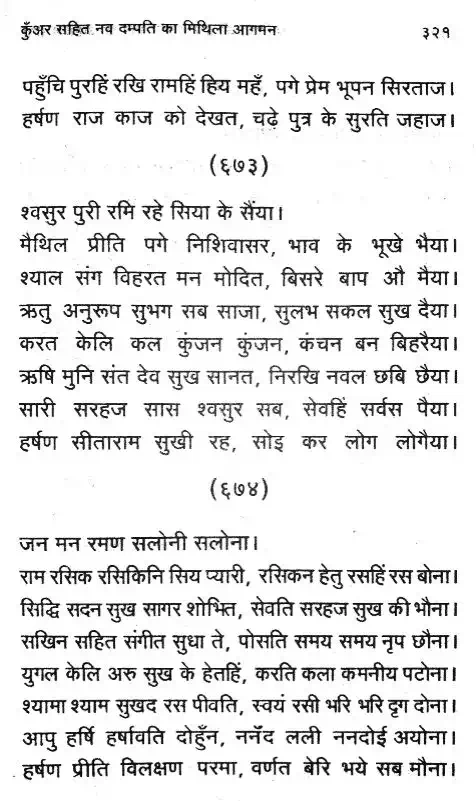 कुँअर सहित नव दम्पति का मिथिला आगमन ३२१
पहुँचि पुरहिं रखि रामहिं हिय महँ, पगे प्रेम भूपन सिरताज।
हर्षण राज काज को देखत, चढ़े पुत्र के सुरति जहाज।
(६७३)
श्वसुर पुरी रमि रहे सिया के सैंया।
मैथिल प्रीति पगे निशिवासर, भाव के भूखे भैया।
श्याल संग विहरत मन मोदित, बिसरे बाप औ मैया।
ऋतु अनुरूप सुभग सब साजा, सुलभ सकल सुख दैया।
करत केलि कल कुंजन कुंजन, कंचन बन बिहरैया।
ऋषि मुनि संत देव सुख सानत, निरखि नवल छबि छैया।
सारी सरहज सास श्वसुर सब, सेवहिं सर्वस पैया।
हर्षण सीताराम सुखी रह, सोइ कर लोग लोगैया।
(६७४)
जन मन रमण सलोनी सलोना।
राम रसिक रसिकिनि सिय प्यारी, रसिकन हेतु रसहिं रस बोना।
सिद्धि सदन सुख सागर शोभित, सेवति सरहज सुख की भौना।
सखिन सहित संगीत सुधा ते, पोसति समय समय नृप छौना।
युगल केलि अरु सुख के हेतहिं, करति कला कमनीय पटोना।
श्यामा श्याम सुखद रस पीवति, स्वयं रसी भरि भरि दृग दोना।
आपु हर्षि हर्षावति दोहुँन, ननँद लली ननदोई अयोना।
हर्षण प्रीति विलक्षण परमा, वर्णत बेरि भये सब मौना।